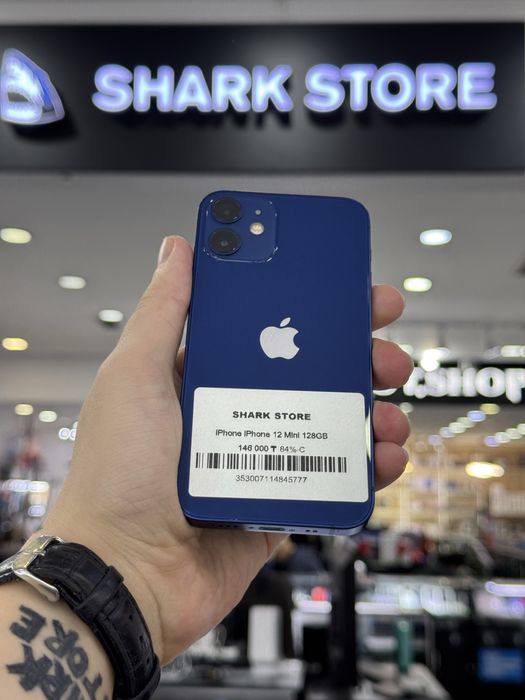 SHARK STORE
SHARK STORE
iPhone iPhone 12 Mini 128GB
146 000 ₸ 84%-C
353007114845777
T.SHOP